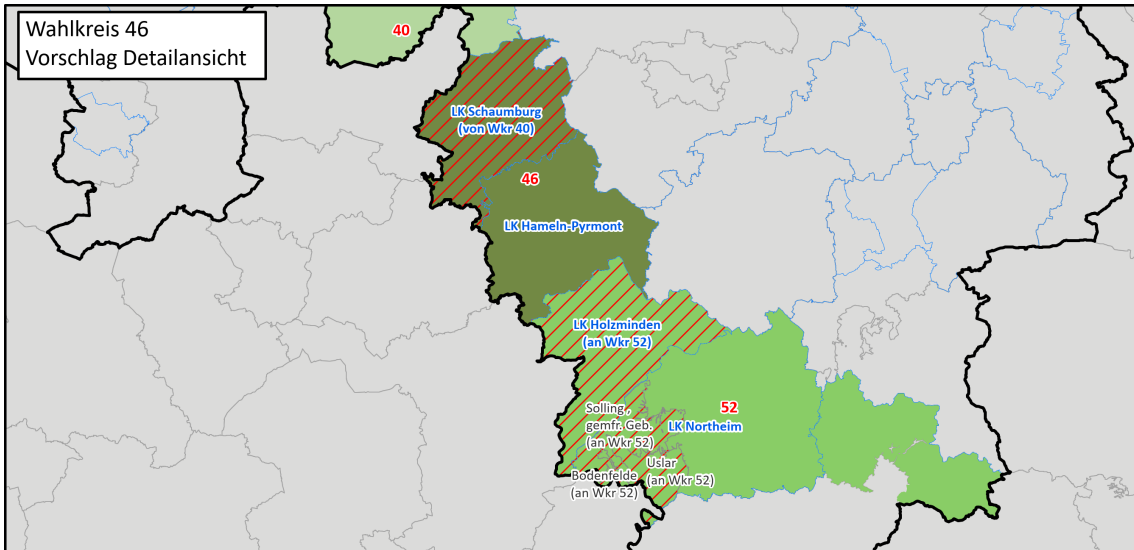 Wahlkreis 46
Vorschlag Detailansicht
40
LK Schaumburg
(von Wkr 40)
46
LK Hameln-Pyrmont
LK Holzminden
(an Wkr 52)
52
LK Northeim
Solling,
gemfr. Geb.
(an Wkr 52)
Uslar
(an Wkr 52)
Bodenfelde
(an Wkr 52)